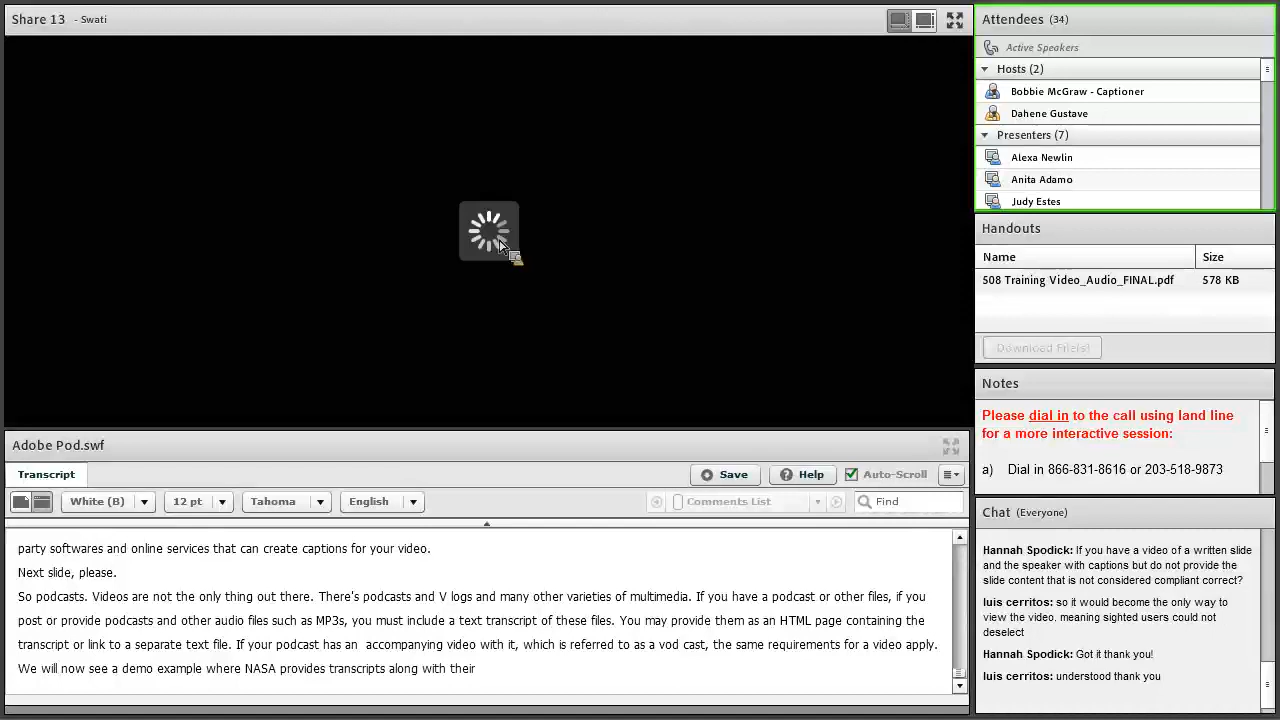 Share 13 - Swati
Attendees (34)
Active Speakers
Hosts (2)
Bobbie McGraw - Captioner
Dahene Gustave
Presenters (7)
Alexa Newlin
Anita Adamo
Judy Estes
Handouts
Name Size
508 Training Video_Audio_FINAL.pdf 578 KB
Download File(s)
Notes
Please dial in to the call using land line
for a more interactive session:
a) Dial in 866-831-8616 or 203-518-9873
Adobe Pod.swf
Transcript Save Help Auto-Scroll
White (B) 12 pt Tahoma English Comments List Find
party softwares and online services that can create captions for your video.
Next slide, please.
So podcasts. Videos are not the only thing out there. There's podcasts and V logs and many other varieties of multimedia. If you have a podcast or other files, if you
post or provide podcasts and other audio files such as MP3s, you must include a text transcript of these files. You may provide them as an HTML page containing the
transcript or link to a separate text file. If your podcast has an accompanying video with it, which is referred to as a vod cast, the same requirements for a video apply.
We will now see a demo example where NASA provides transcripts along with their
Chat (Everyone)
Hannah Spodick: If you have a video of a written slide
and the speaker with captions but do not provide the
slide content that is not considered compliant correct?
luis cerritos: so it would become the only way to
view the video. meaning sighted users could not
deselect
Hannah Spodick: Got it thank you!
luis cerritos: understood thank you